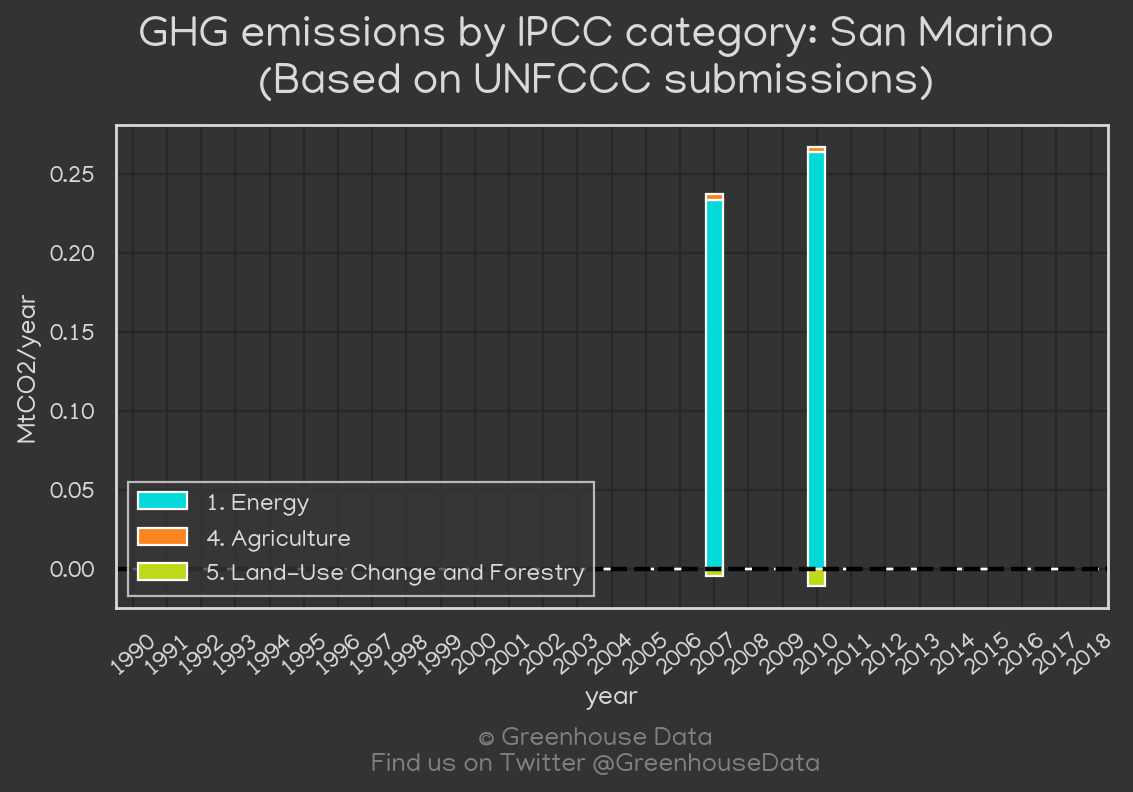 GHG emissions by IPCC category: San Marino
(Based on UNFCCC submissions)
MtCO2/year
0.25
0.20
0.15
0.10
0.05
0.00
1. Energy
4. Agriculture
5. Land-Use Change and Forestry
1990 1991 1992 1993 1994 1995 1996 1997 1998 1999 2000 2001 2002 2003 2004 2005 2006 2007 2008 2009 2010 2011 2012 2013 2014 2015 2016 2017 2018
year
© Greenhouse Data
Find us on Twitter @GreenhouseData